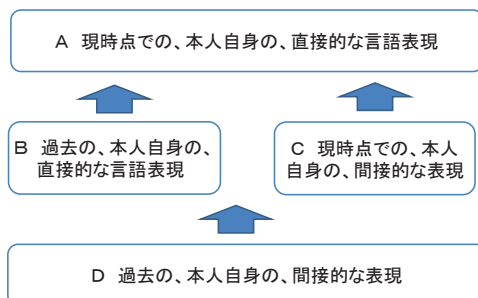 A 現時点での、本人自身の、直接的な言語表現
B 過去の、本人自身の、
直接的な言語表現
C 現時点での、本人
自身の、間接的な表現
D 過去の、本人自身の、間接的な表現